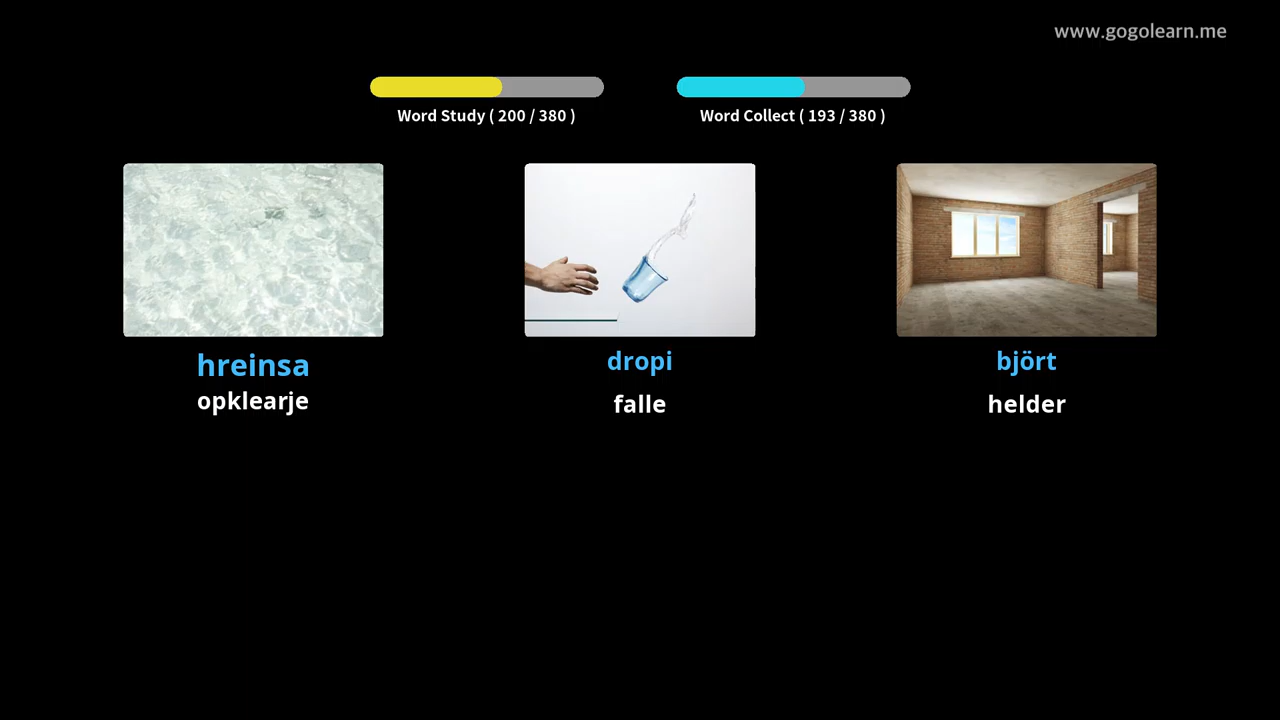 www.gogolearn.me
Word Study ( 200 / 380 )
Word Collect ( 193 / 380 )
hreinsa
opklearje
dropi
falle
björt
helder